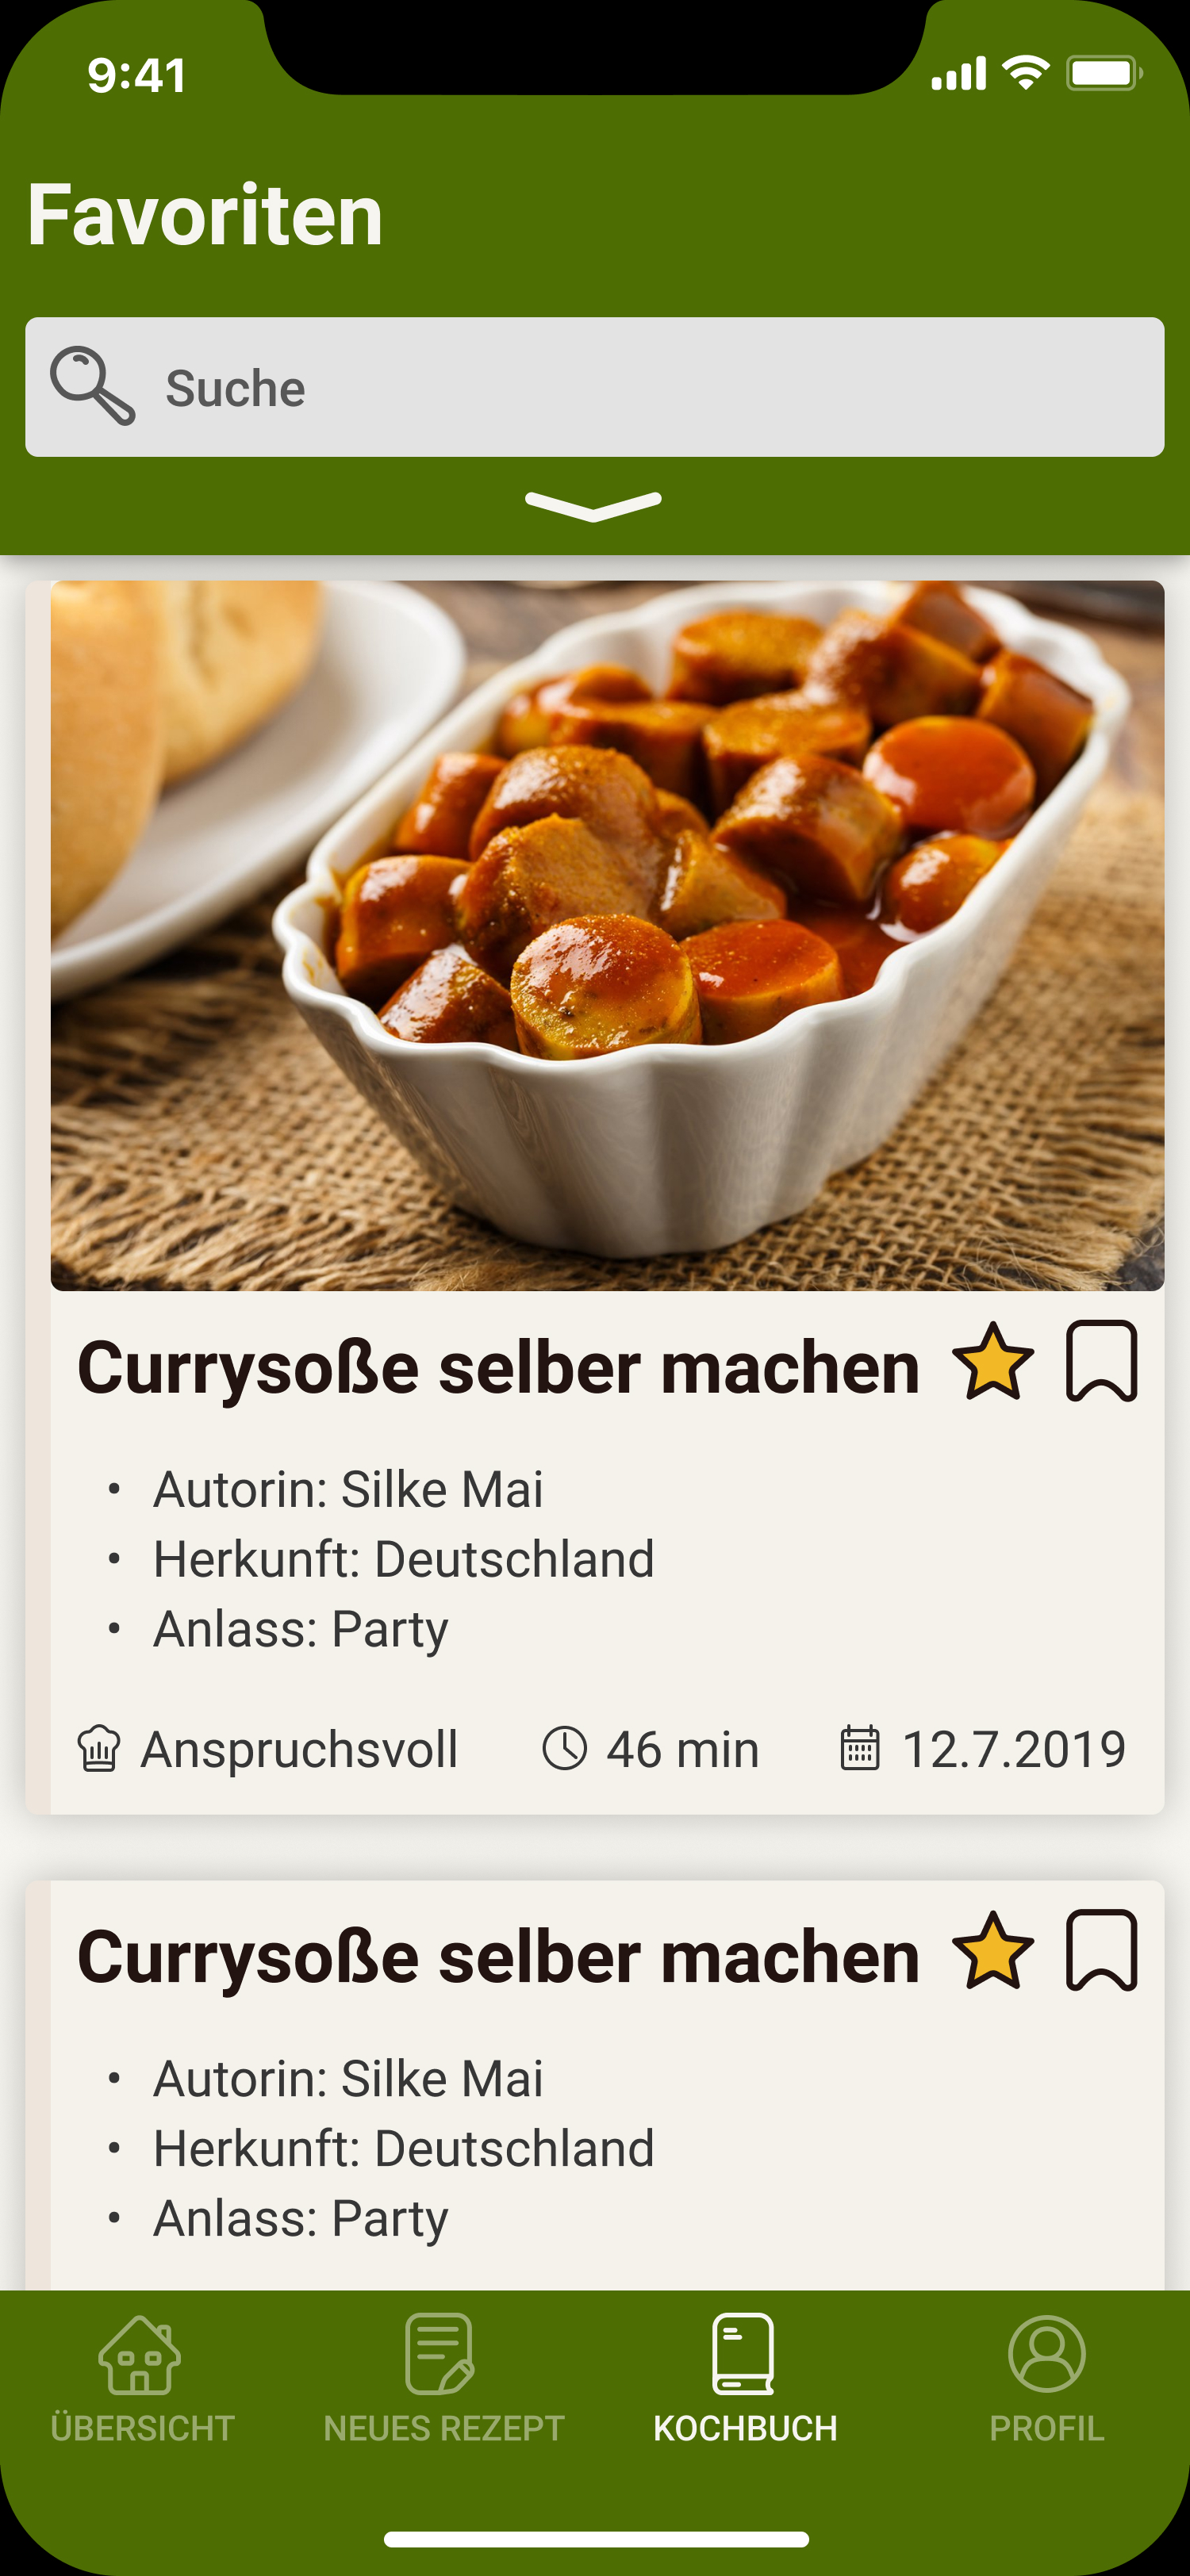 9:41
Favoriten
Suche
Currysoße selber machen
• Autorin: Silke Mai
• Herkunft: Deutschland
• Anlass: Party
Anspruchsvoll 46 min 12.7.2019
Currysoße selber machen
• Autorin: Silke Mai
• Herkunft: Deutschland
• Anlass: Party
ÜBERSICHT NEUES REZEPT KOCHBUCH PROFIL